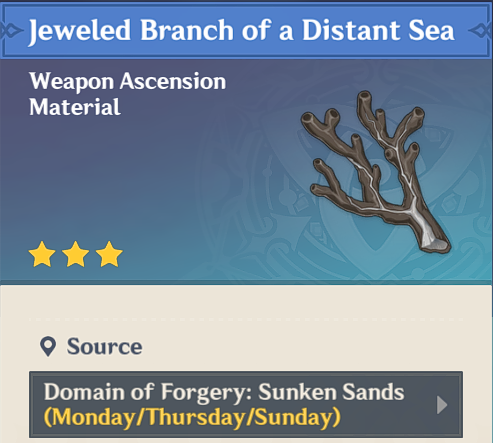 Jeweled Branch of a Distant Sea
Weapon Ascension
Material
Source
Domain of Forgery: Sunken Sands
(Monday/Thursday/Sunday)